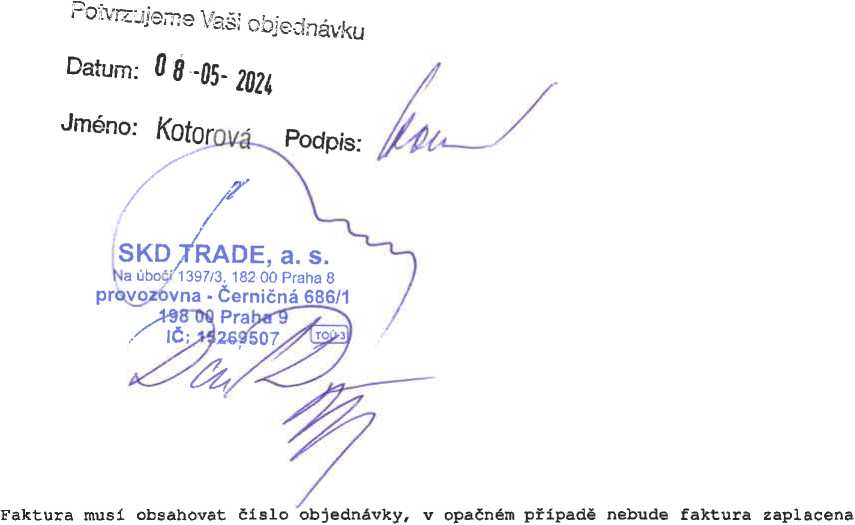 Potvrzujeme Vaši objednávku
Datum: 08-05-2024
Jméno: Kotorová Podpis:
SKD TRADE, a. s.
Na úbočí 1397/3, 182 00 Praha 8
provozovna - Černičná 686/1
198 00 Praha 9
IČ: 15269507 TOÚ-3
Faktura musí obsahovat číslo objednávky, v opačném případě nebude faktura zaplacena